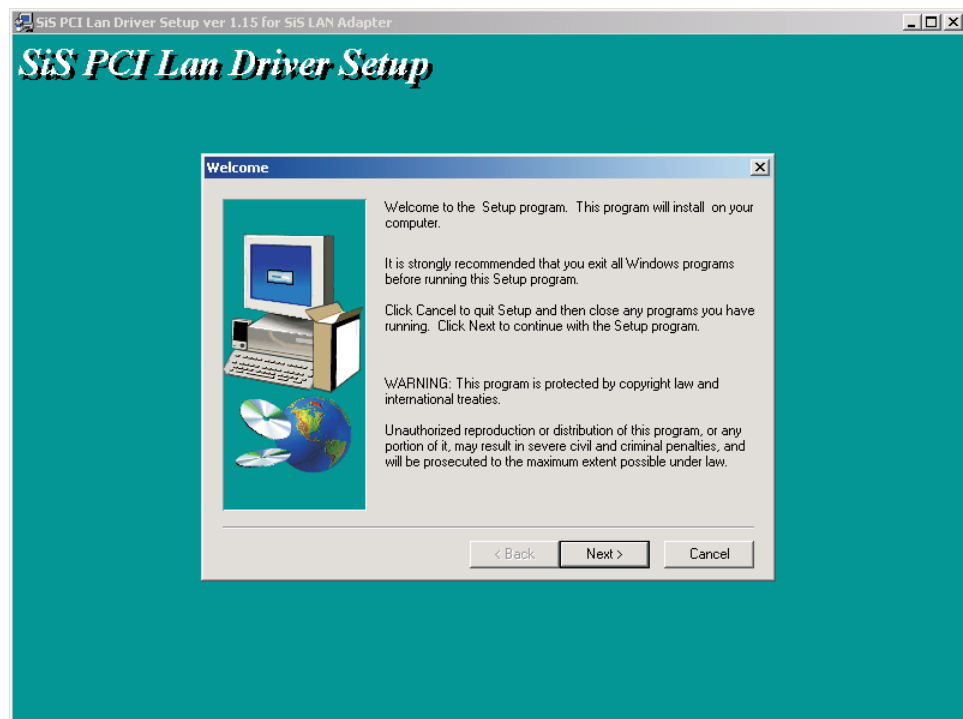 SiS PCI Lan Driver Setup ver 1.15 for SiS LAN Adapter
SiS PCI Lan Driver Setup
Welcome
Welcome to the  Setup program.  This program will install  on your
computer.
It is strongly recommended that you exit all Windows programs
before running this Setup program.
Click Cancel to quit Setup and then close any programs you have
running.  Click Next to continue with the Setup program.
WARNING: This program is protected by copyright law and
international treaties.
Unauthorized reproduction or distribution of this program, or any
portion of it, may result in severe civil and criminal penalties, and
will be prosecuted to the maximum extent possible under law.
< Back
Next >
Cancel